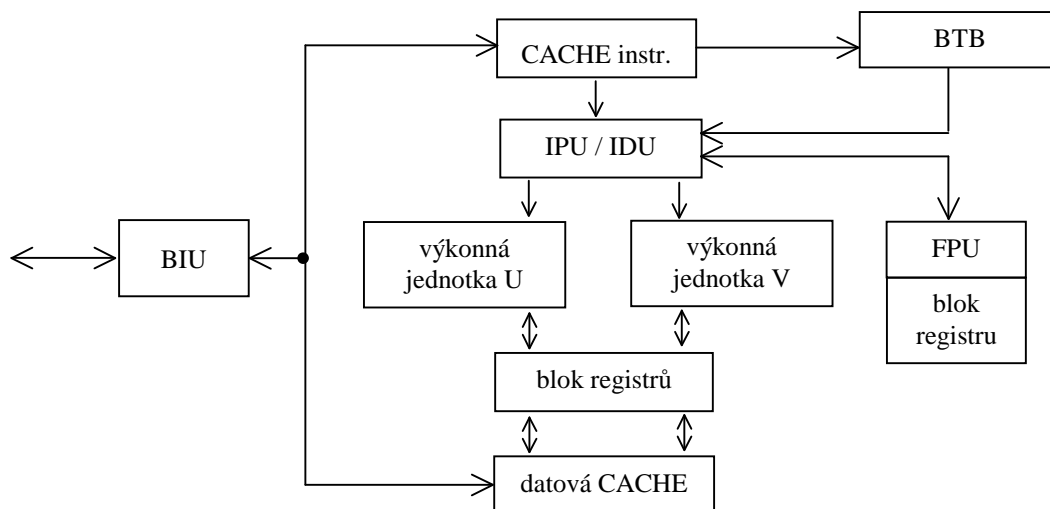 CACHE instr.
BTB
IPU / IDU
BIU
výkonná
jednotka U
výkonná
jednotka V
FPU
blok
registru
blok registrů
datová CACHE